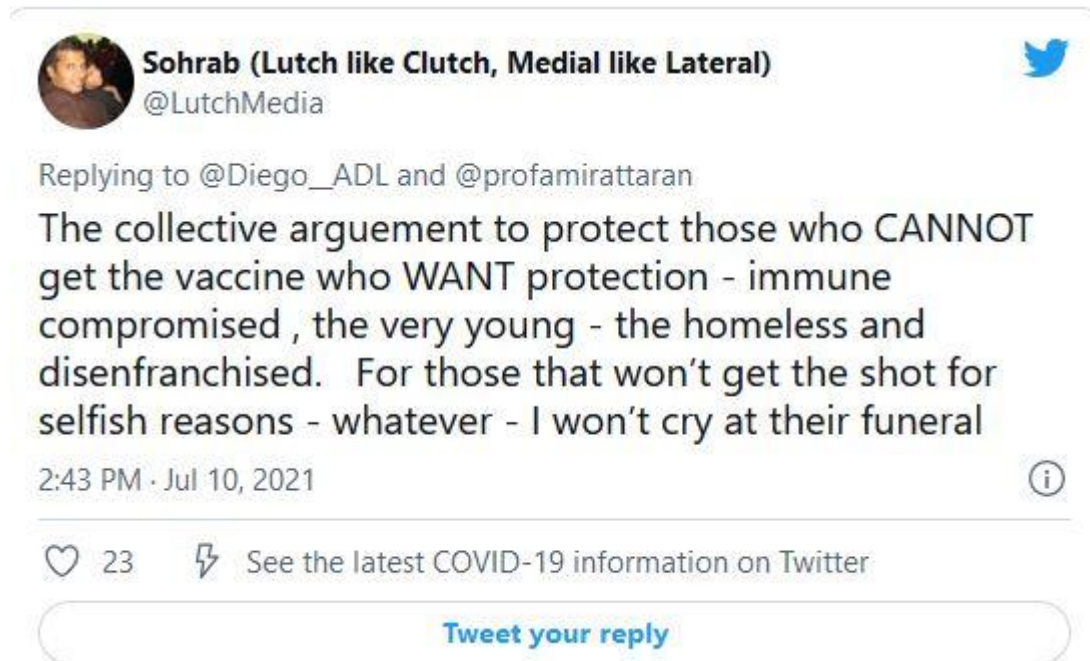 Sohrab (Lutch like Clutch, Medial like Lateral)
@LutchMedia
Replying to @Diego__ADL and @profamirattaran
The collective arguement to protect those who CANNOT
get the vaccine who WANT protection - immune
compromised , the very young - the homeless and
disenfranchised.   For those that won't get the shot for
selfish reasons - whatever - I won't cry at their funeral
2:43 PM · Jul 10, 2021
23 See the latest COVID-19 information on Twitter
Tweet your reply